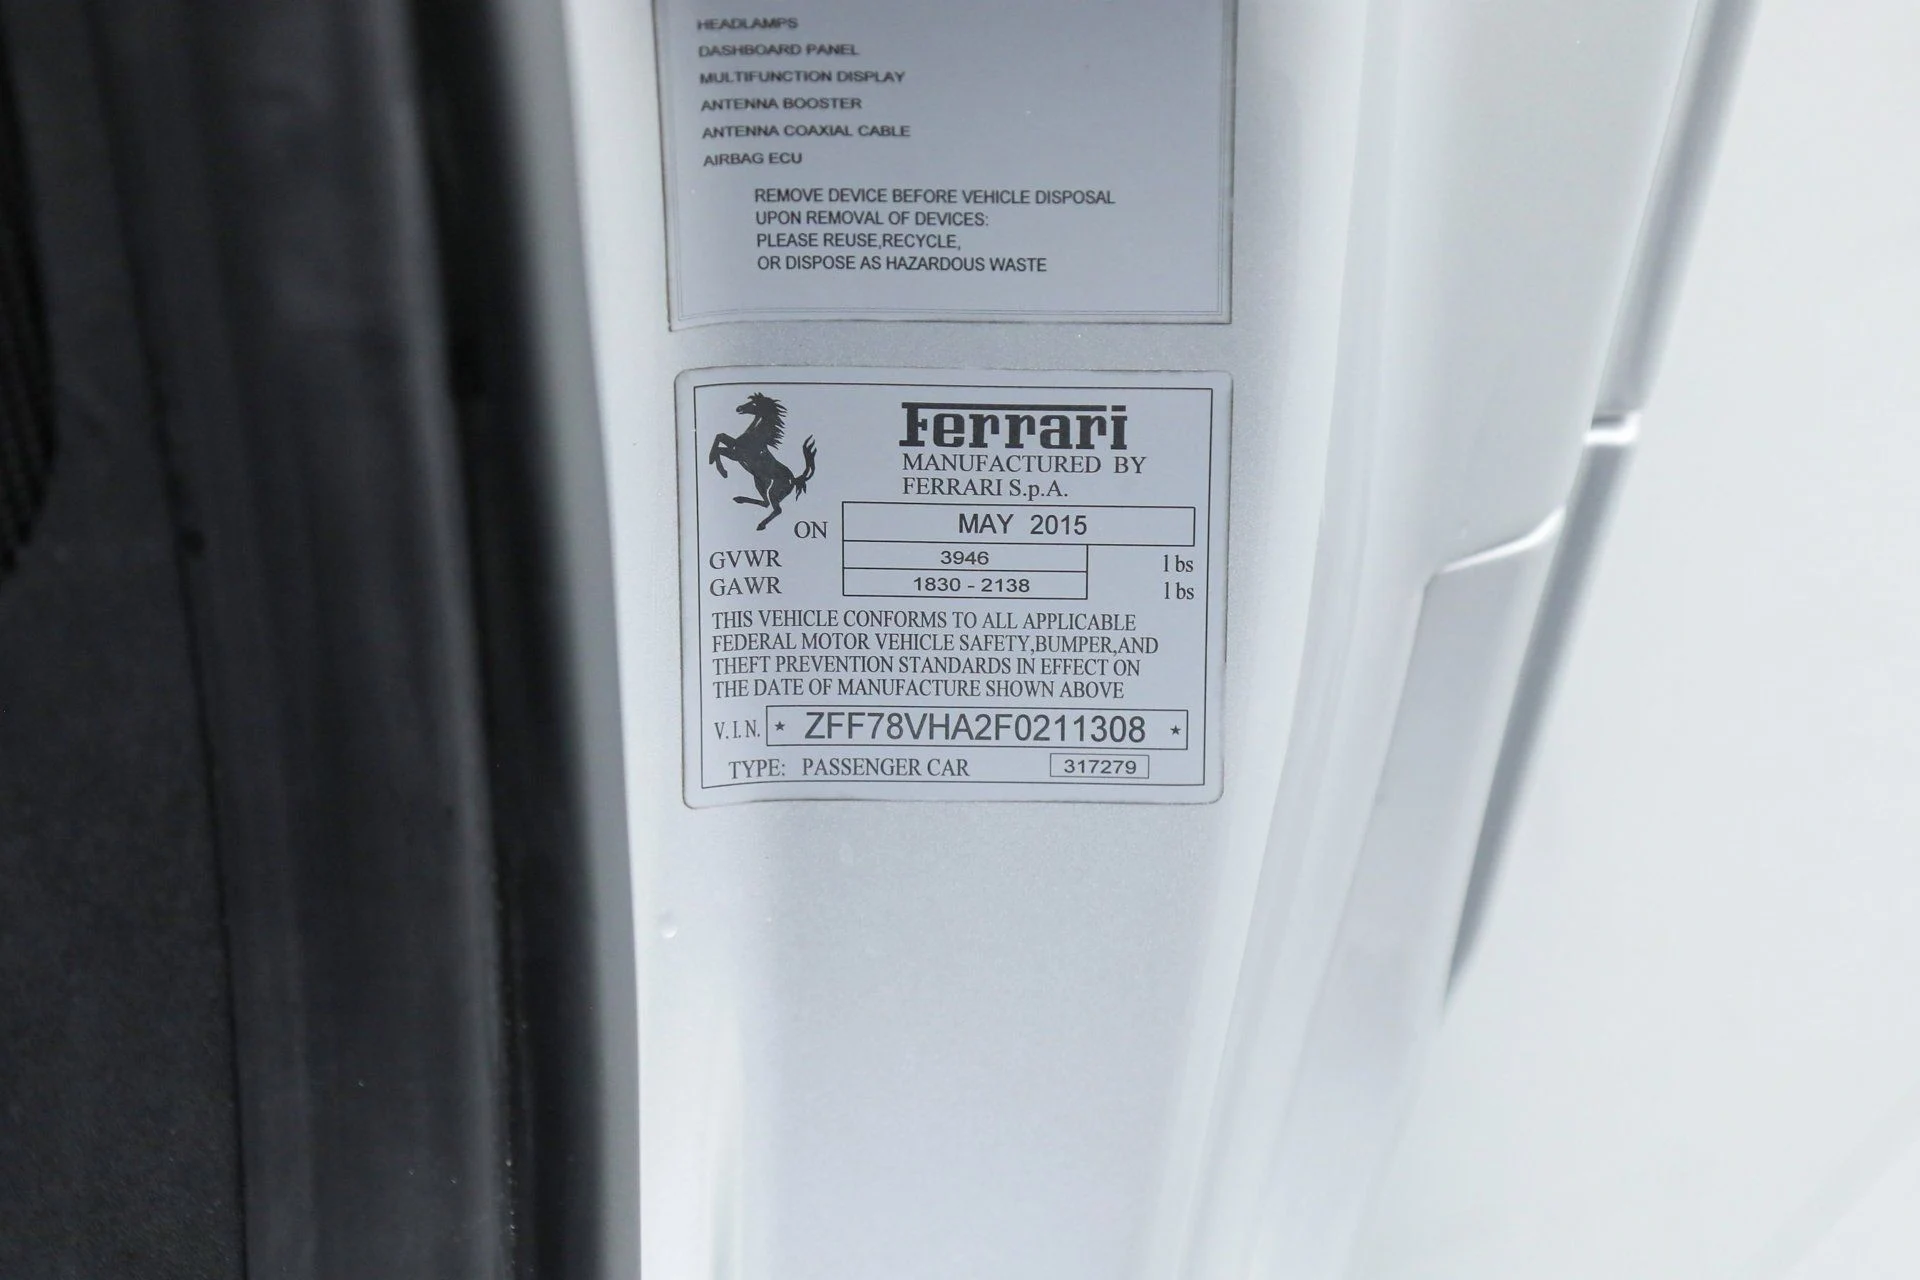 HEADLAMPS
DASHBOARD PANEL
MULTIFUNCTION DISPLAY
ANTENNA BOOSTER
ANTENNA COAXIAL CABLE
AIRBAG ECU
REMOVE DEVICE BEFORE VEHICLE DISPOSAL
UPON REMOVAL OF DEVICES:
PLEASE REUSE,RECYCLE,
OR DISPOSE AS HAZARDOUS WASTE
Ferrari
MANUFACTURED BY
FERRARI S.p.A.
ON MAY 2015
GVWR 3946 lbs
GAWR 1830 - 2138 lbs
THIS VEHICLE CONFORMS TO ALL APPLICABLE
FEDERAL MOTOR VEHICLE SAFETY,BUMPER,AND
THEFT PREVENTION STANDARDS IN EFFECT ON
THE DATE OF MANUFACTURE SHOWN ABOVE
V.I.N. * ZFF78VHA2F0211308 *
TYPE: PASSENGER CAR 317279